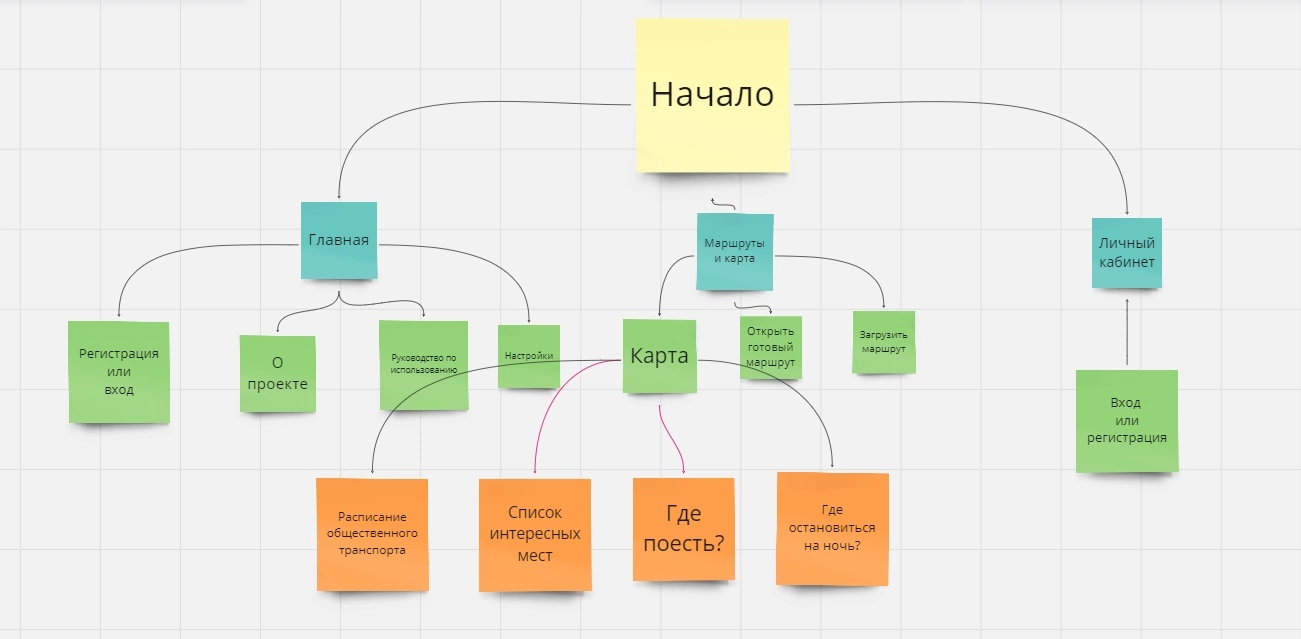 Начало
Главная
Маршруты
и карта
Личный
кабинет
Регистрация
или
вход
О
проекте
Руководство по
использованию
Настройки
Карта
Открыть
готовый
маршрут
Загрузить
маршрут
Вход
или
регистрация
Расписание
общественного
транспорта
Список
интересных
мест
Где
поесть?
Где
остановиться
на ночь?